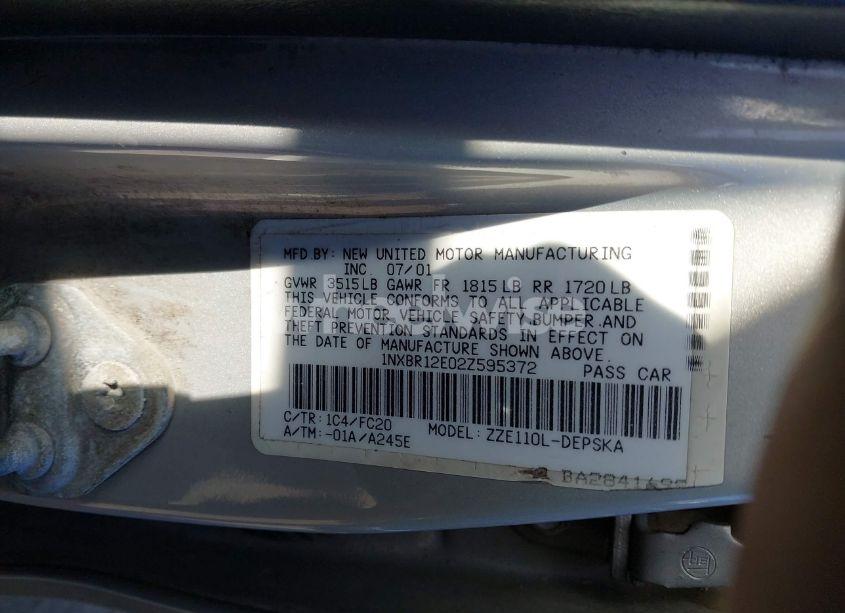 MFD.BY: NEW UNITED MOTOR MANUFACTURING
INC. 07/01
GVWR 3515LB GAWR FR 1815LB RR 1720LB
THIS VEHICLE CONFORMS TO ALL APPLICABLE
FEDERAL MOTOR VEHICLE SAFETY,BUMPER,AND
THEFT PREVENTION STANDARDS IN EFFECT ON
THE DATE OF MANUFACTURE SHOWN ABOVE.
1NXBR12E02Z595372 PASS CAR
C/TR: 1C4/FC20
A/TM: -01A/A245E MODEL: ZZE110L-DEPSKA